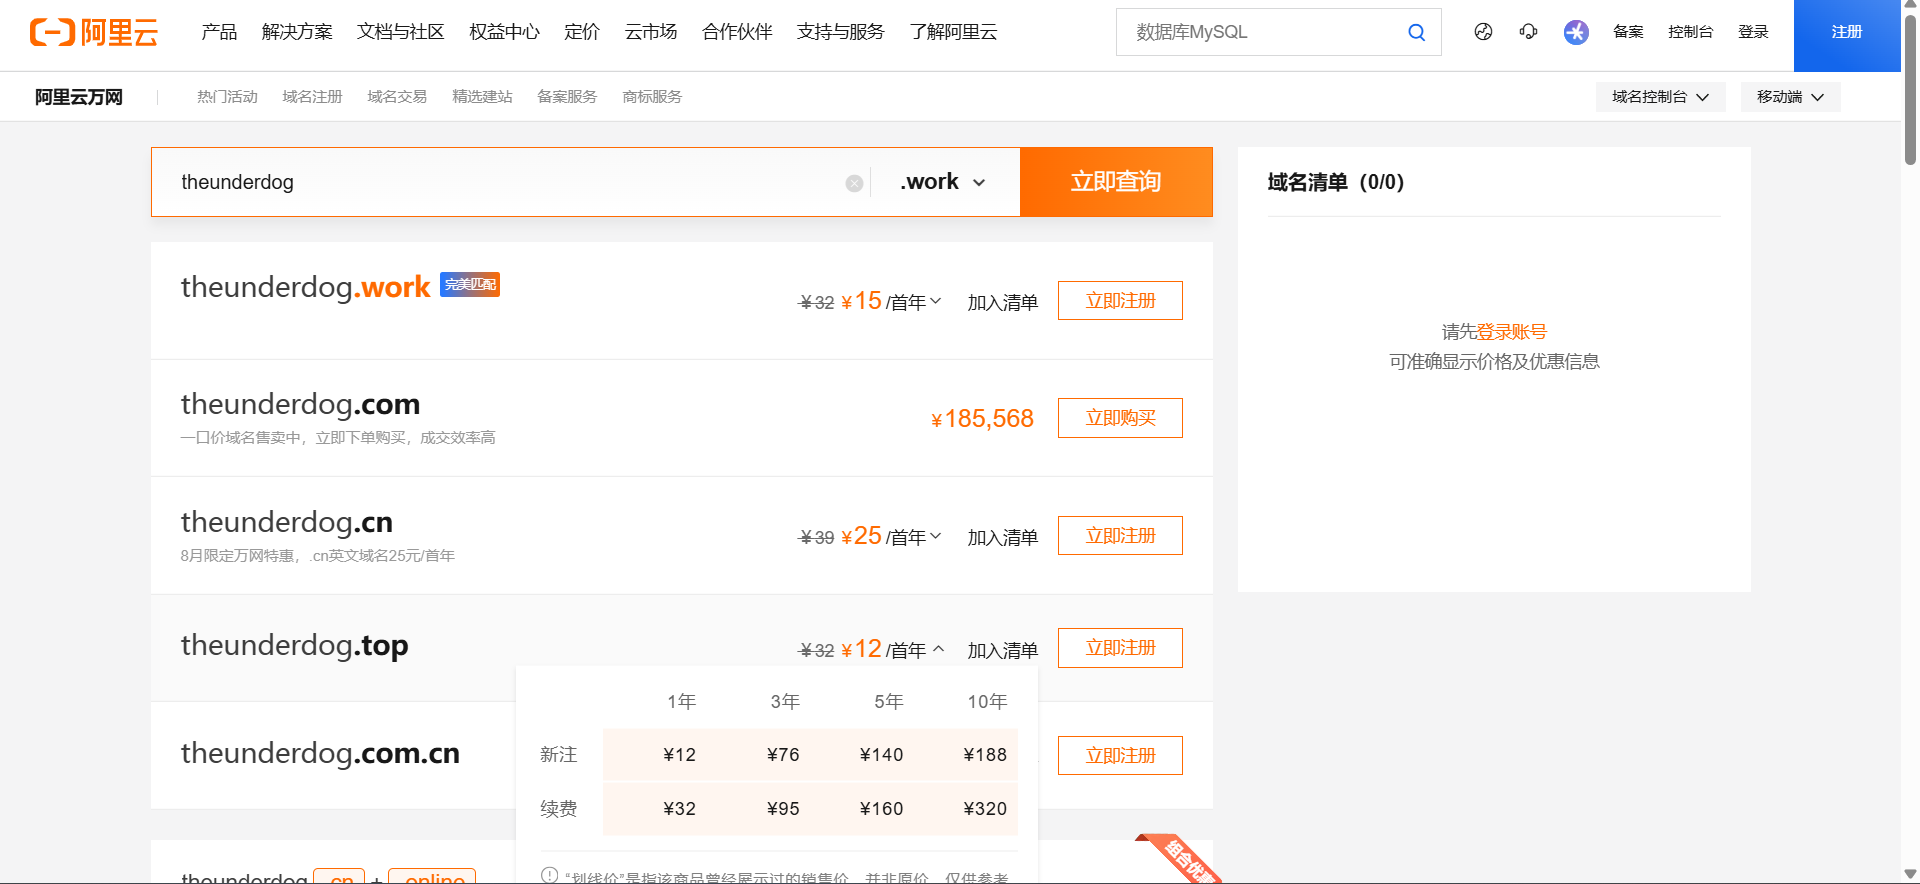 阿里云 产品 解决方案 文档与社区 权益中心 定价 云市场 合作伙伴 支持与服务 了解阿里云 数据库MySQL 备案 控制台 登录 注册
阿里云万网 热门活动 域名注册 域名交易 精选建站 备案服务 商标服务 域名控制台 移动端
theunderdog .work 立即查询
域名清单（0/0）
请先登录账号
可准确显示价格及优惠信息
theunderdog.work 完美匹配 ¥32 ¥15 /首年 加入清单 立即注册
theunderdog.com ¥185,568 立即购买
一口价域名售卖中，立即下单购买，成交效率高
theunderdog.cn ¥39 ¥25 /首年 加入清单 立即注册
8月限定万网特惠，.cn英文域名25元/首年
theunderdog.top ¥32 ¥12 /首年 加入清单 立即注册
1年 3年 5年 10年
新注 ¥12 ¥76 ¥140 ¥188
续费 ¥32 ¥95 ¥160 ¥320
“划线价”是指该商品曾经展示过的销售价，并非原价，仅供参考
theunderdog.com.cn 立即注册
theunderdog .cn + .online
组合优惠